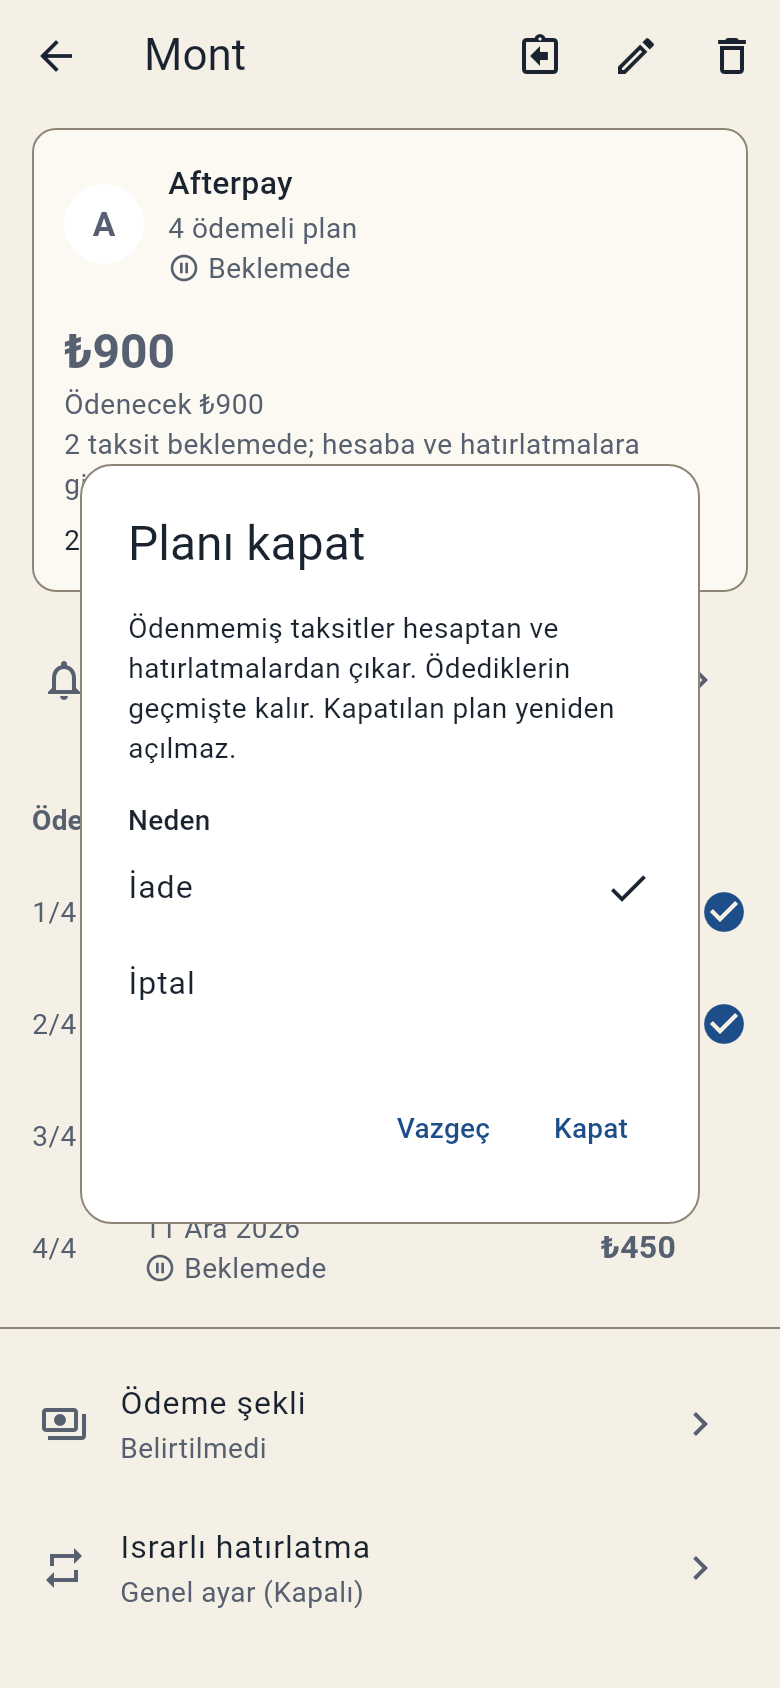 Mont
A
Afterpay
4 ödemeli plan
Beklemede
₺900
Ödenecek ₺900
2 taksit beklemede; hesaba ve hatırlatmalara
2
Planı kapat
Ödenmemiş taksitler hesaptan ve
hatırlatmalardan çıkar. Ödediklerin
geçmişte kalır. Kapatılan plan yeniden
açılmaz.
Neden
İade
İptal
Vazgeç
Kapat
1/4
2/4
3/4
4/4
11 Ara 2026
Beklemede
₺450
Ödeme şekli
Belirtilmedi
Israrlı hatırlatma
Genel ayar (Kapalı)